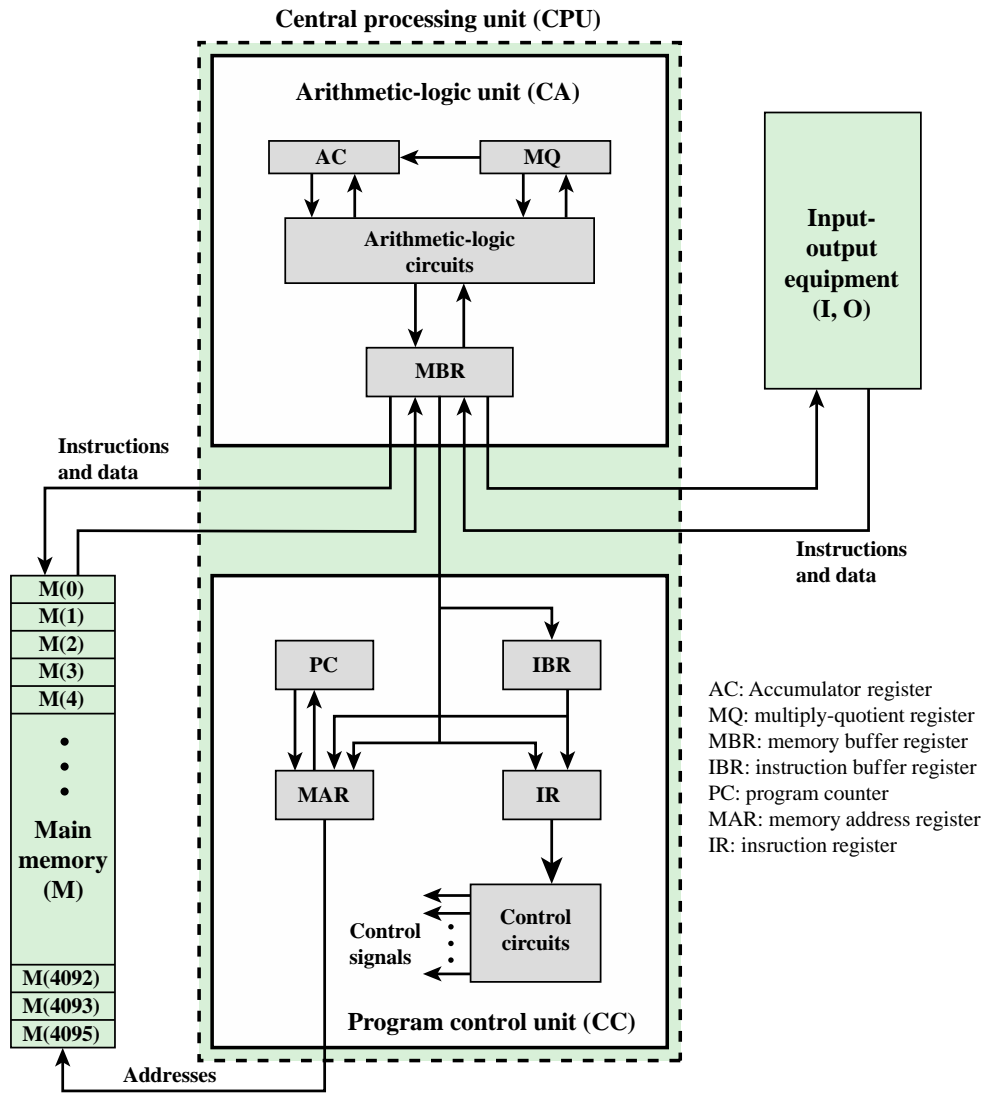 Central processing unit (CPU)
Arithmetic-logic unit (CA)
AC
MQ
Arithmetic-logic
circuits
MBR
Input-
output
equipment
(I, O)
Instructions
and data
Instructions
and data
M(0)
M(1)
M(2)
M(3)
M(4)
Main
memory
(M)
M(4092)
M(4093)
M(4095)
PC
IBR
MAR
IR
Control
signals
Control
circuits
Program control unit (CC)
Addresses
AC: Accumulator register
MQ: multiply-quotient register
MBR: memory buffer register
IBR: instruction buffer register
PC: program counter
MAR: memory address register
IR: insruction register